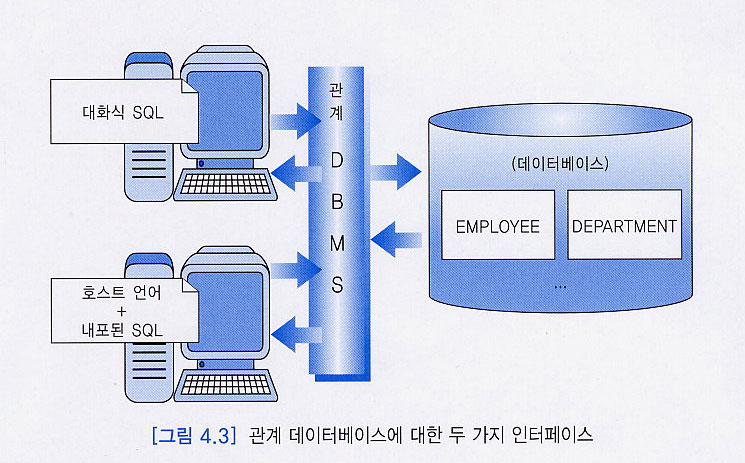 대화식 SQL
호스트 언어
+
내포된 SQL
관계 DBMS
(데이터베이스)
EMPLOYEE
DEPARTMENT
...
[그림 4.3] 관계 데이터베이스에 대한 두 가지 인터페이스